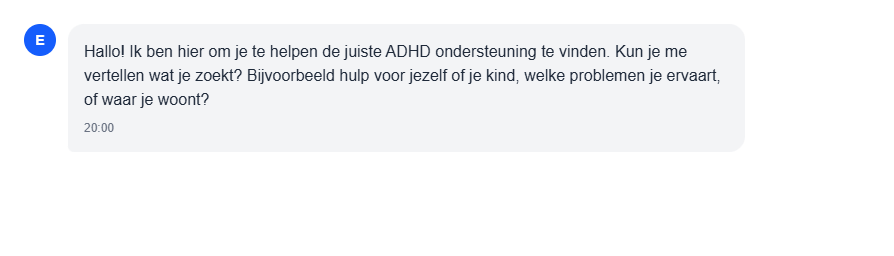 E
Hallo! Ik ben hier om je te helpen de juiste ADHD ondersteuning te vinden. Kun je me
vertellen wat je zoekt? Bijvoorbeeld hulp voor jezelf of je kind, welke problemen je ervaart,
of waar je woont?
20:00